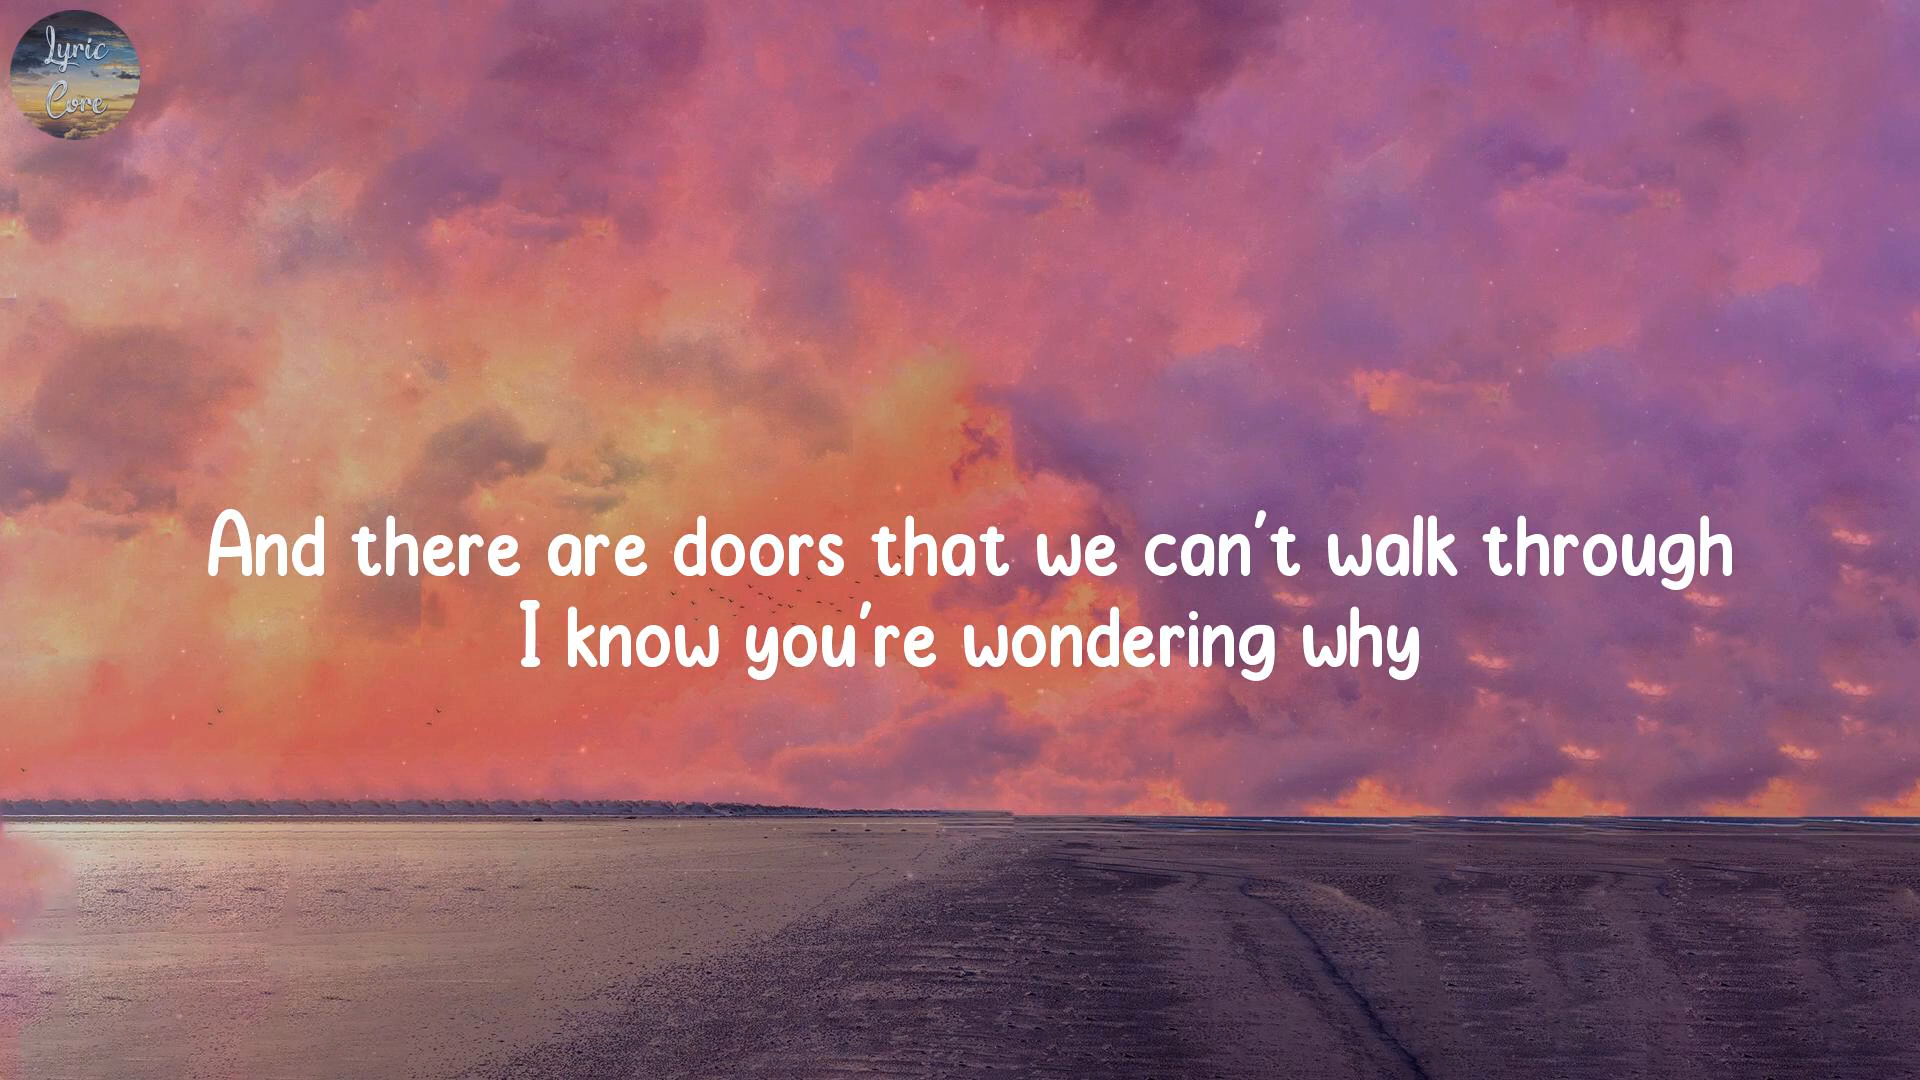 Lyric
Core
And there are doors that we can't walk through
I know you're wondering why